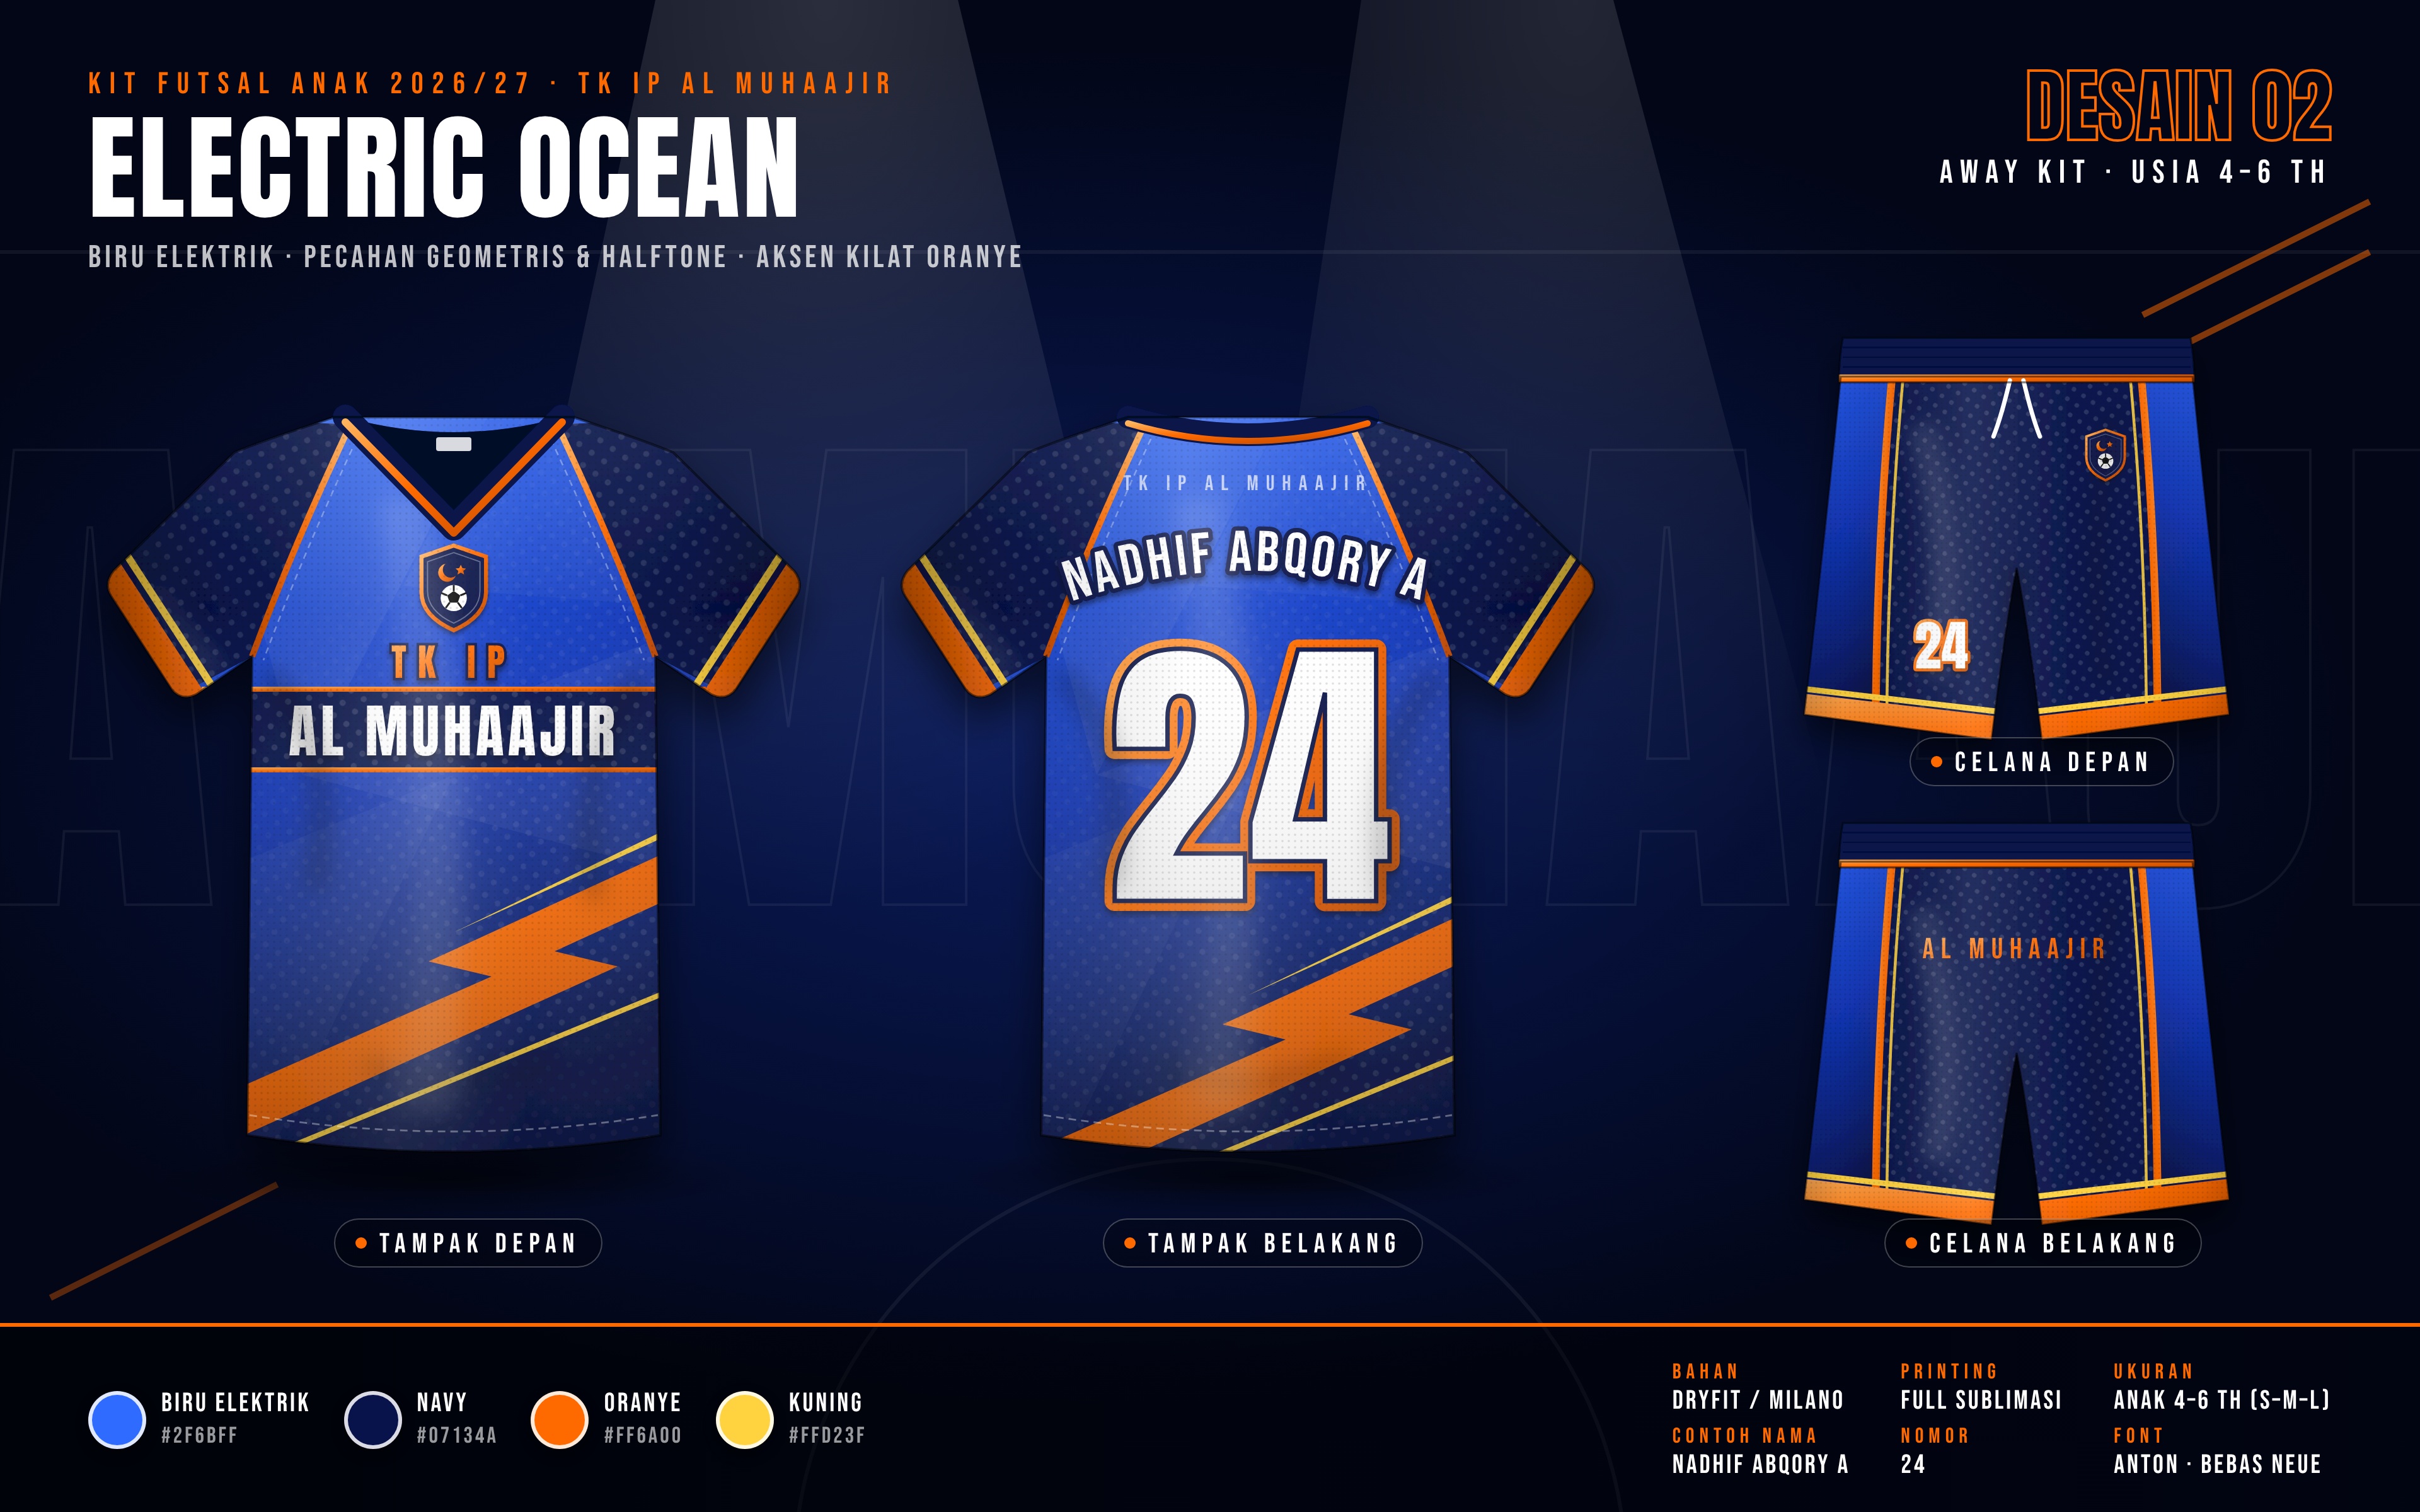 KIT FUTSAL ANAK 2026/27 · TK IP AL MUHAAJIR
ELECTRIC OCEAN
BIRU ELEKTRIK · PECAHAN GEOMETRIS & HALFTONE · AKSEN KILAT ORANYE
DESAIN 02
AWAY KIT · USIA 4–6 TH
TK IP
AL MUHAAJIR
TAMPAK DEPAN
TK IP AL MUHAAJIR
NADHIF ABQORY A
24
TAMPAK BELAKANG
24
CELANA DEPAN
AL MUHAAJIR
CELANA BELAKANG
BIRU ELEKTRIK
#2F6BFF
NAVY
#07134A
ORANYE
#FF6A00
KUNING
#FFD23F
BAHAN
DRYFIT / MILANO
PRINTING
FULL SUBLIMASI
UKURAN
ANAK 4–6 TH (S–M–L)
CONTOH NAMA
NADHIF ABQORY A
NOMOR
24
FONT
ANTON · BEBAS NEUE